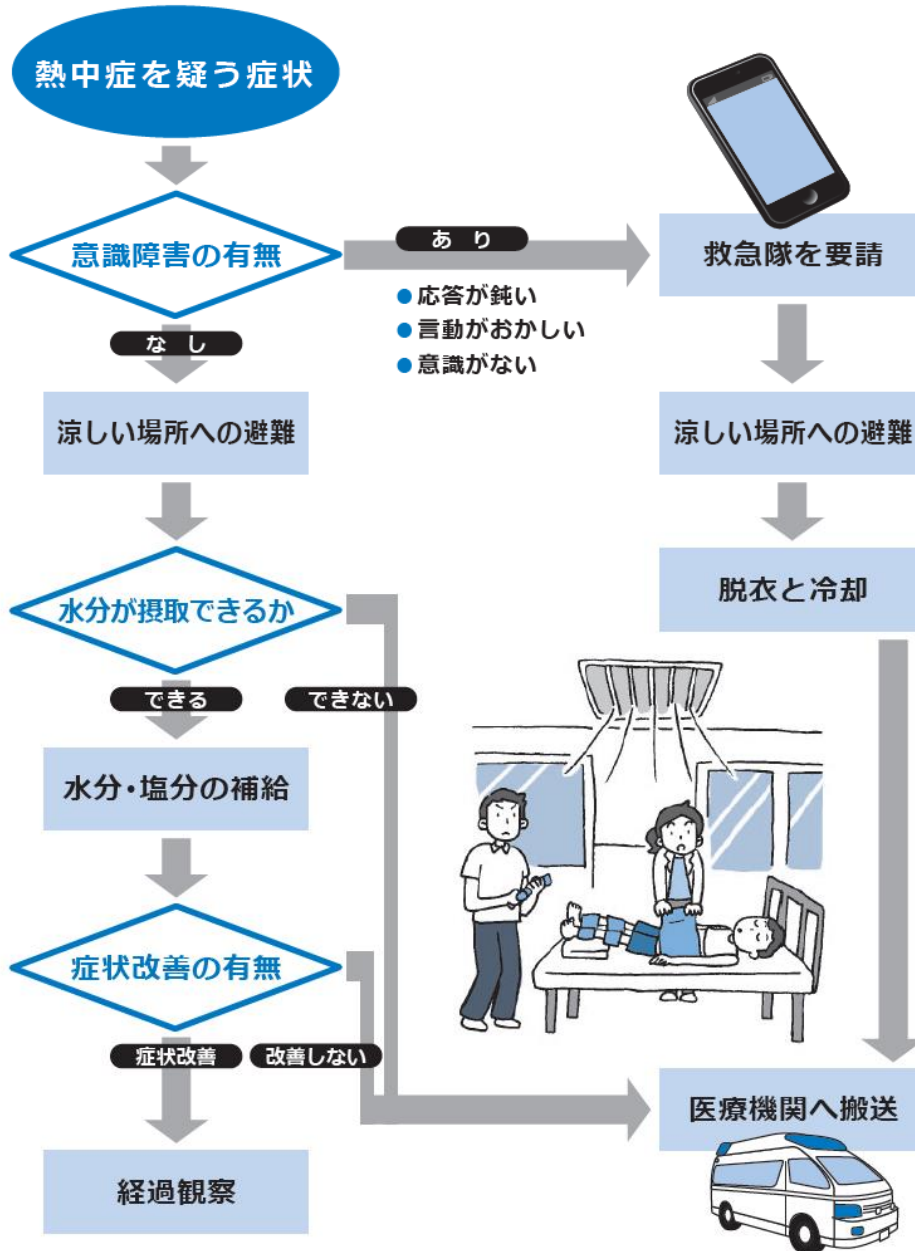 熱中症を疑う症状
意識障害の有無
あり
●応答が鈍い
●言動がおかしい
●意識がない
救急隊を要請
なし
涼しい場所への避難
涼しい場所への避難
水分が摂取できるか
脱衣と冷却
できる
できない
水分・塩分の補給
症状改善の有無
症状改善
改善しない
医療機関へ搬送
経過観察